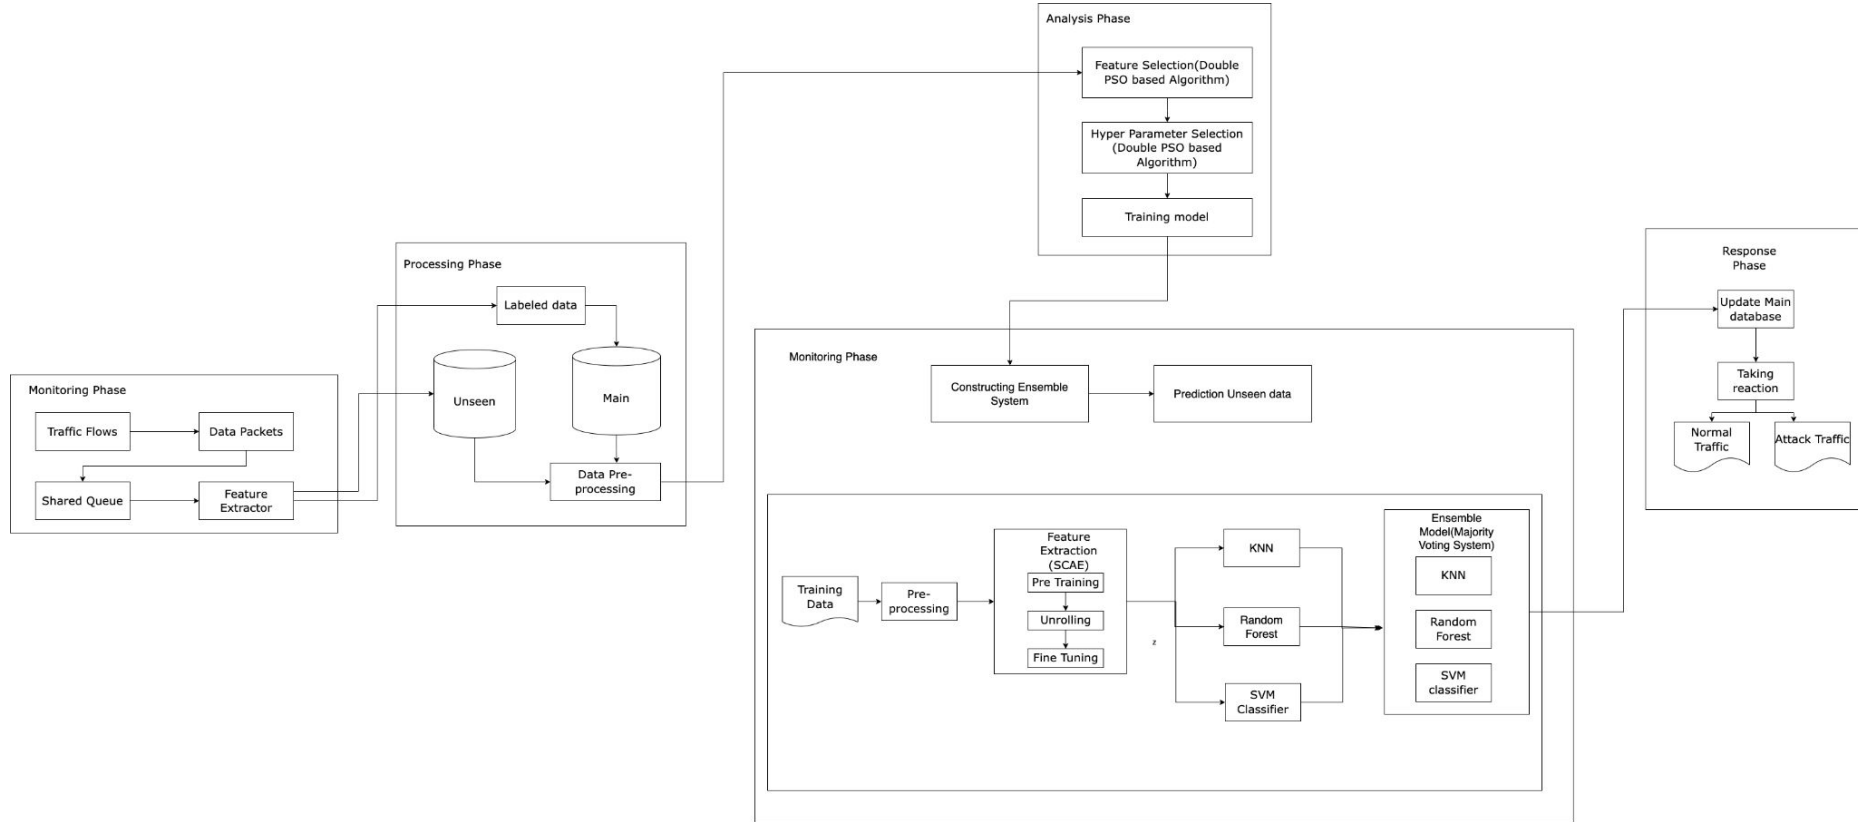 Monitoring Phase
Traffic Flows
Data Packets
Shared Queue
Feature
Extractor
Processing Phase
Labeled data
Unseen
Main
Data Pre-
processing
Analysis Phase
Feature Selection(Double
PSO based Algorithm)
Hyper Parameter Selection
(Double PSO based
Algorithm)
Training model
Monitoring Phase
Constructing Ensemble
System
Prediction Unseen data
Training
Data
Pre-
processing
Feature
Extraction
(SCAE)
Pre Training
Unrolling
Fine Tuning
z
KNN
Random
Forest
SVM
Classifier
Ensemble
Model(Majority
Voting System)
KNN
Random
Forest
SVM
classifier
Response
Phase
Update Main
database
Taking
reaction
Normal
Traffic
Attack Traffic